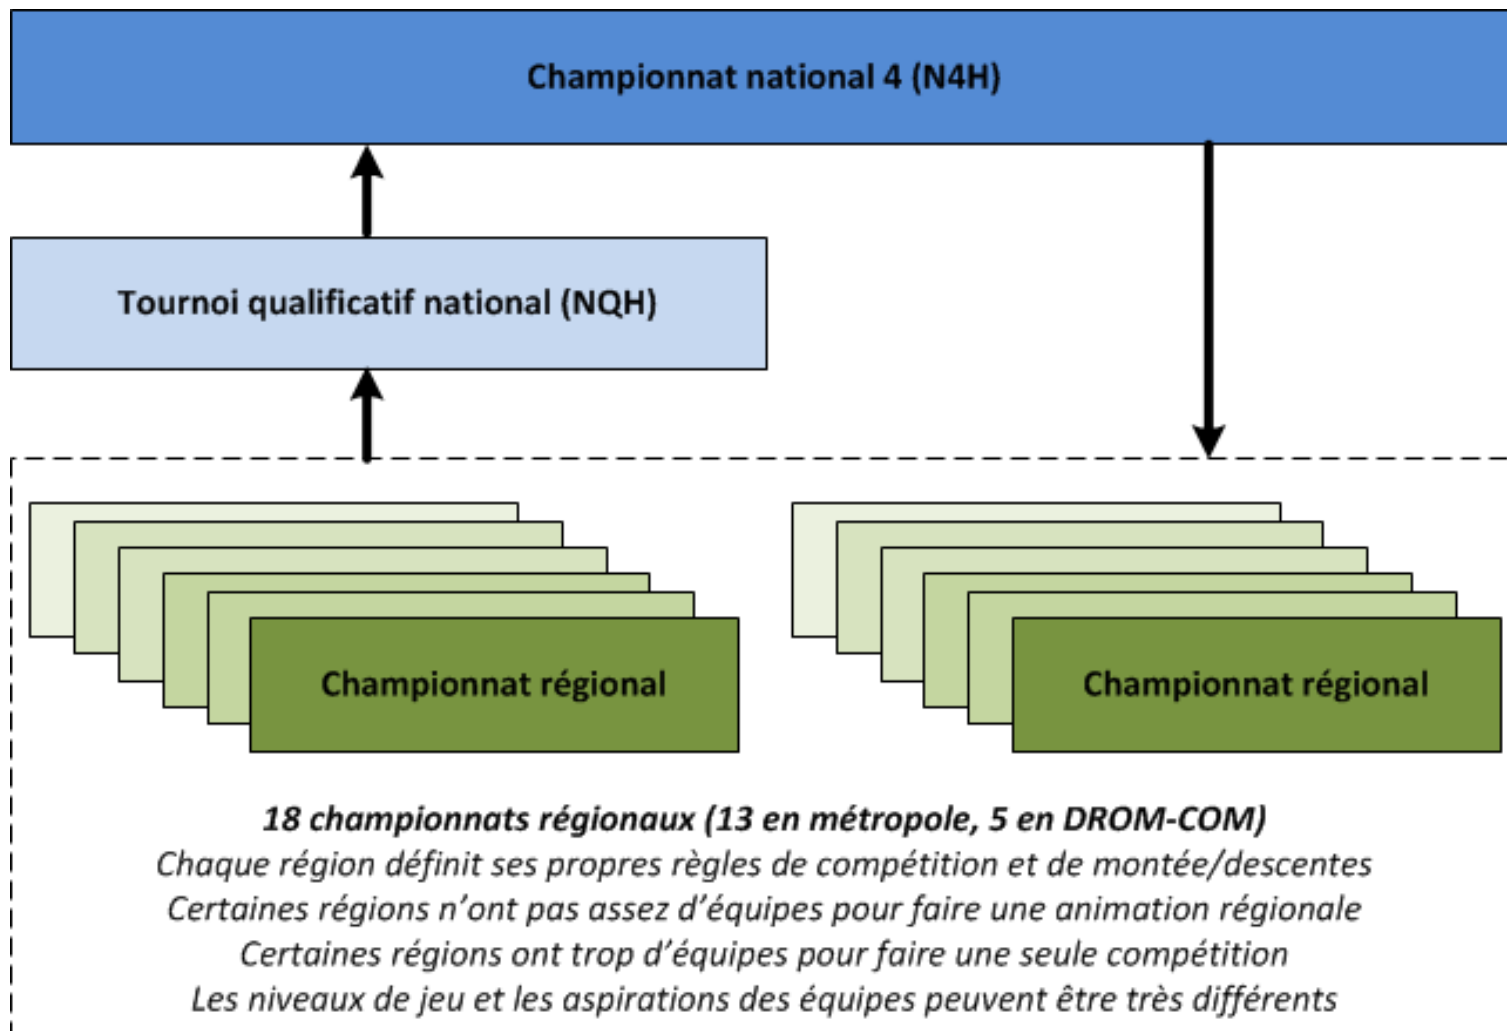 Championnat national 4 (N4H)
Tournoi qualificatif national (NQH)
Championnat régional
Championnat régional
18 championnats régionaux (13 en métropole, 5 en DROM-COM)
Chaque région définit ses propres règles de compétition et de montée/descentes
Certaines régions n’ont pas assez d’équipes pour faire une animation régionale
Certaines régions ont trop d’équipes pour faire une seule compétition
Les niveaux de jeu et les aspirations des équipes peuvent être très différents